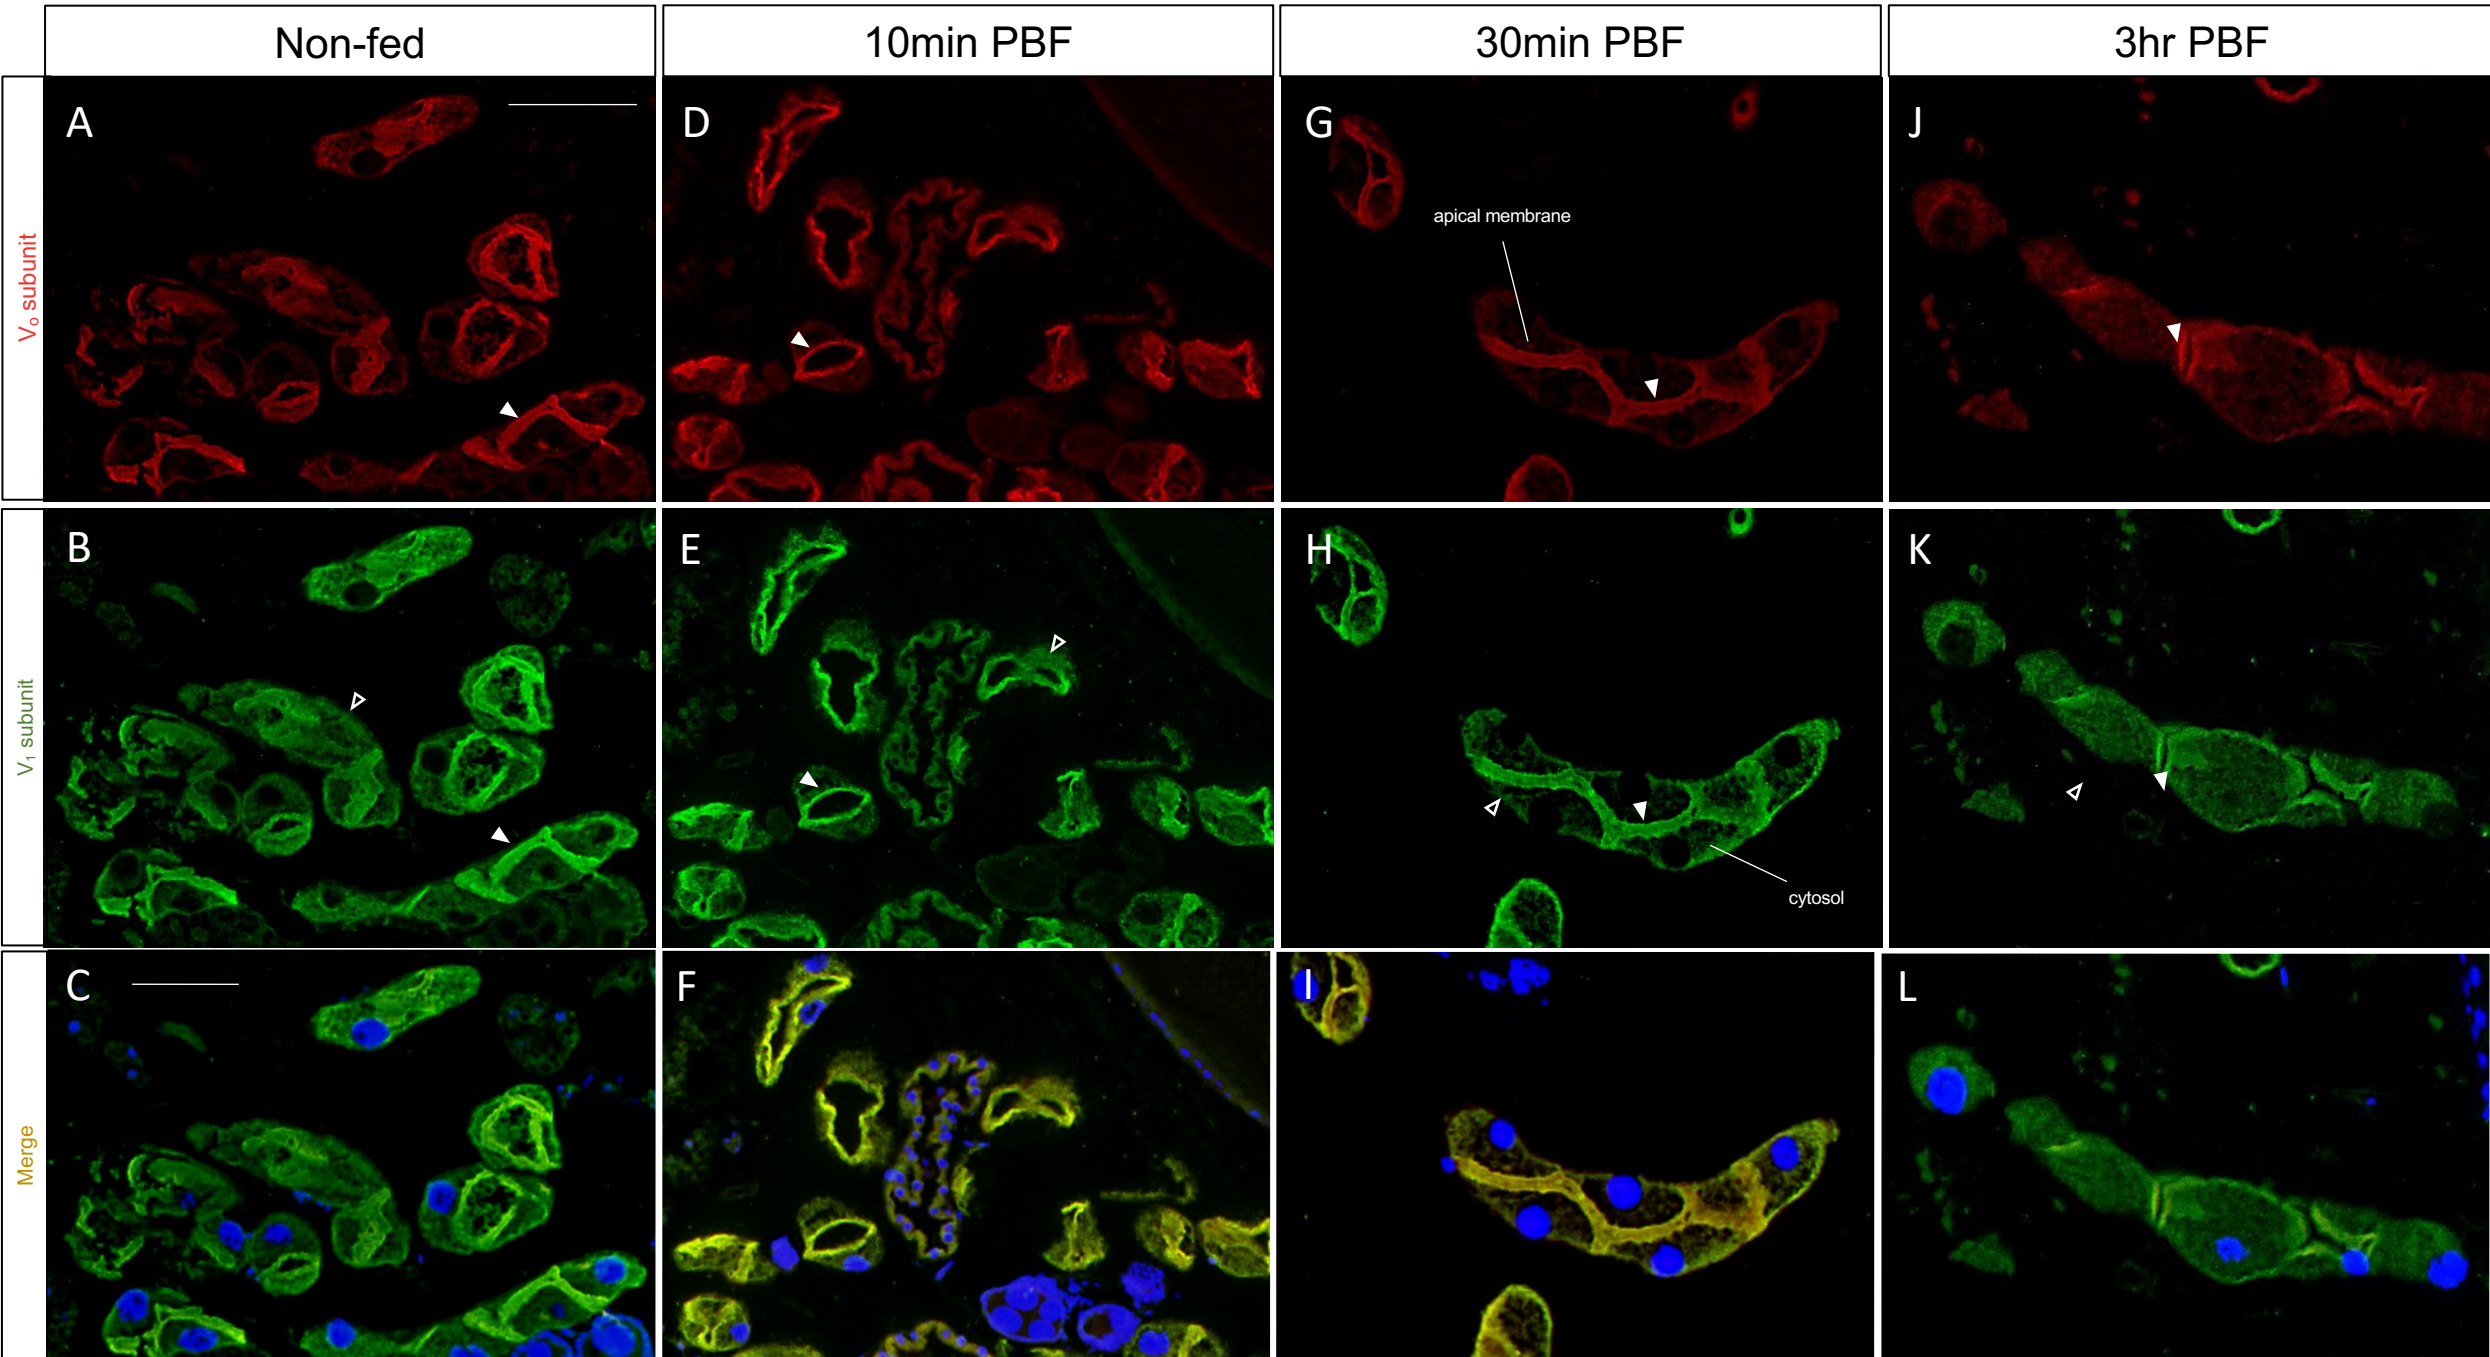 Non-fed
10min PBF
30min PBF
3hr PBF
V₀ subunit
A
D
G
apical membrane
J
V₁ subunit
B
E
H
cytosol
K
Merge
C
F
I
L